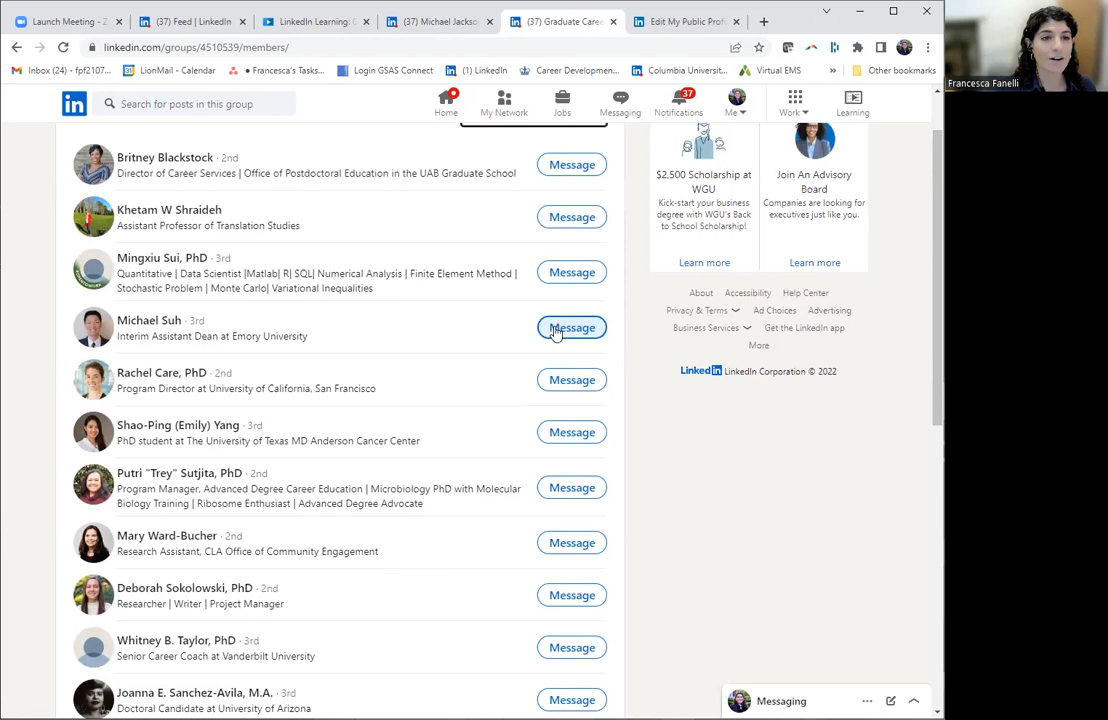 Launch Meeting - Z
(37) Feed | LinkedIn
LinkedIn Learning: C
(37) Michael Jackso
(37) Graduate Caree
Edit My Public Prof
linkedin.com/groups/4510539/members/
Inbox (24) - fpf2107...
LionMail - Calendar
Francesca's Tasks...
Login GSAS Connect
(1) LinkedIn
Career Developmen...
Columbia Universit...
Virtual EMS
»
Other bookmarks
Francesca Fanelli
in
Search for posts in this group
Home
My Network
Jobs
Messaging
37
Notifications
Me
Work
Learning
Britney Blackstock · 2nd
Director of Career Services | Office of Postdoctoral Education in the UAB Graduate School
Message
Khetam W Shraideh
Assistant Professor of Translation Studies
Message
Mingxiu Sui, PhD · 3rd
Quantitative | Data Scientist |Matlab| R| SQL| Numerical Analysis | Finite Element Method |
Stochastic Problem | Monte Carlo| Variational Inequalities
Message
Michael Suh · 3rd
Interim Assistant Dean at Emory University
Message
Rachel Care, PhD · 2nd
Program Director at University of California, San Francisco
Message
Shao-Ping (Emily) Yang · 3rd
PhD student at The University of Texas MD Anderson Cancer Center
Message
Putri "Trey" Sutjita, PhD · 2nd
Program Manager, Advanced Degree Career Education | Microbiology PhD with Molecular
Biology Training | Ribosome Enthusiast | Advanced Degree Advocate
Message
Mary Ward-Bucher · 2nd
Research Assistant, CLA Office of Community Engagement
Message
Deborah Sokolowski, PhD · 2nd
Researcher | Writer | Project Manager
Message
Whitney B. Taylor, PhD · 3rd
Senior Career Coach at Vanderbilt University
Message
Joanna E. Sanchez-Avila, M.A. · 3rd
Doctoral Candidate at University of Arizona
Message
$2,500 Scholarship at
WGU
Kick-start your business
degree with WGU's Back
to School Scholarship!
Learn more
Join An Advisory
Board
Companies are looking for
executives just like you.
Learn more
About Accessibility Help Center
Privacy & Terms Ad Choices Advertising
Business Services Get the LinkedIn app
More
Linkedin LinkedIn Corporation © 2022
Messaging